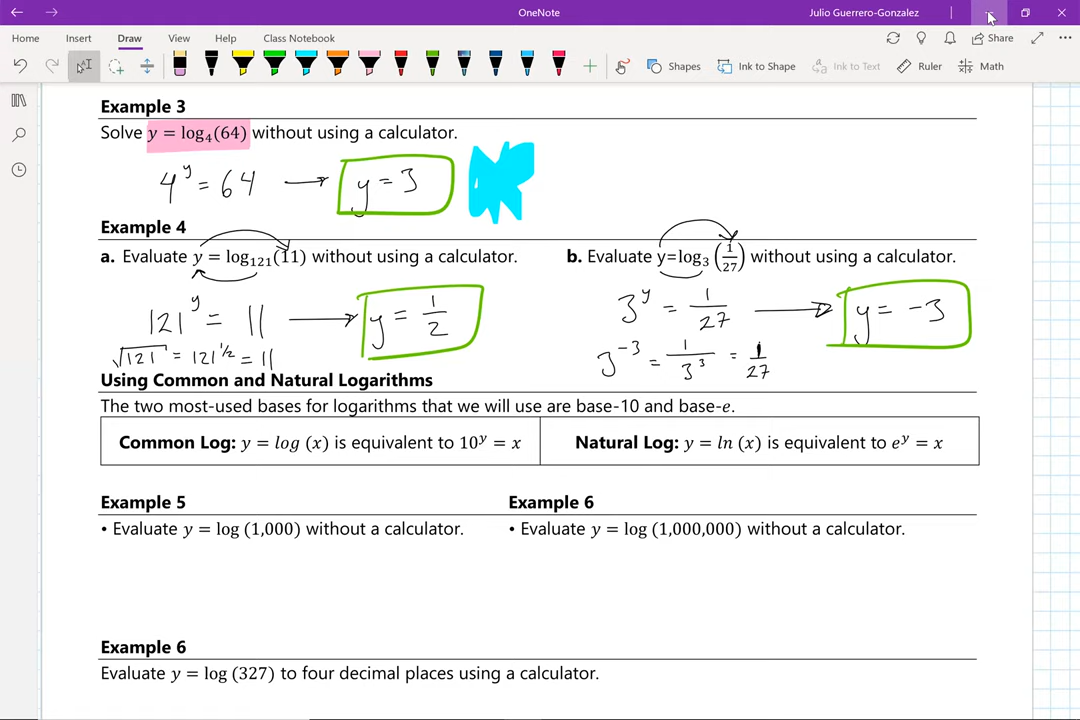 OneNote
Julio Guerrero-Gonzalez
Home Insert Draw View Help Class Notebook
Share
Shapes Ink to Shape Ink to Text Ruler Math
Example 3
Solve y = log₄(64) without using a calculator.
4^y = 64 → y = 3
Example 4
a. Evaluate y = log₁₂₁(11) without using a calculator.
121^y = 11 → y = 1/2
√121 = 121^1/2 = 11
b. Evaluate y=log₃ (1/27) without using a calculator.
3^y = 1/27 → y = -3
3^-3 = 1/3^3 = 1/27
Using Common and Natural Logarithms
The two most-used bases for logarithms that we will use are base-10 and base-e.
Common Log: y = log (x) is equivalent to 10^y = x
Natural Log: y = ln (x) is equivalent to e^y = x
Example 5
• Evaluate y = log (1,000) without a calculator.
Example 6
• Evaluate y = log (1,000,000) without a calculator.
Example 6
Evaluate y = log (327) to four decimal places using a calculator.